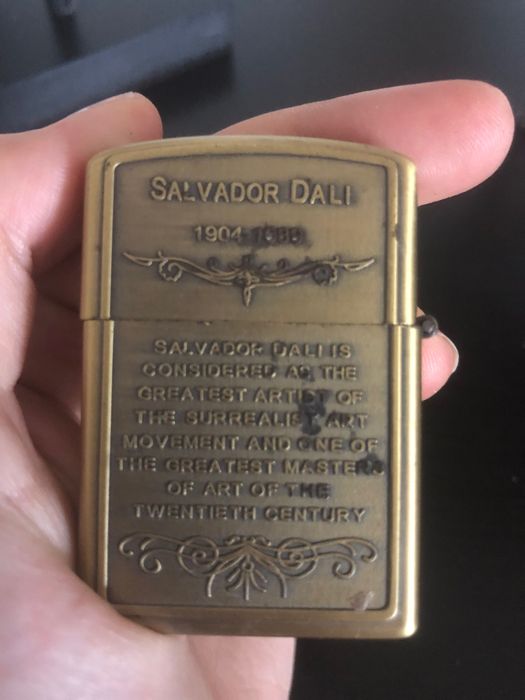 SALVADOR DALI
1904-1989
SALVADOR DALI IS
CONSIDERED AS THE
GREATEST ARTIST OF
THE SURREALIST ART
MOVEMENT AND ONE OF
THE GREATEST MASTERS
OF ART OF THE
TWENTIETH CENTURY